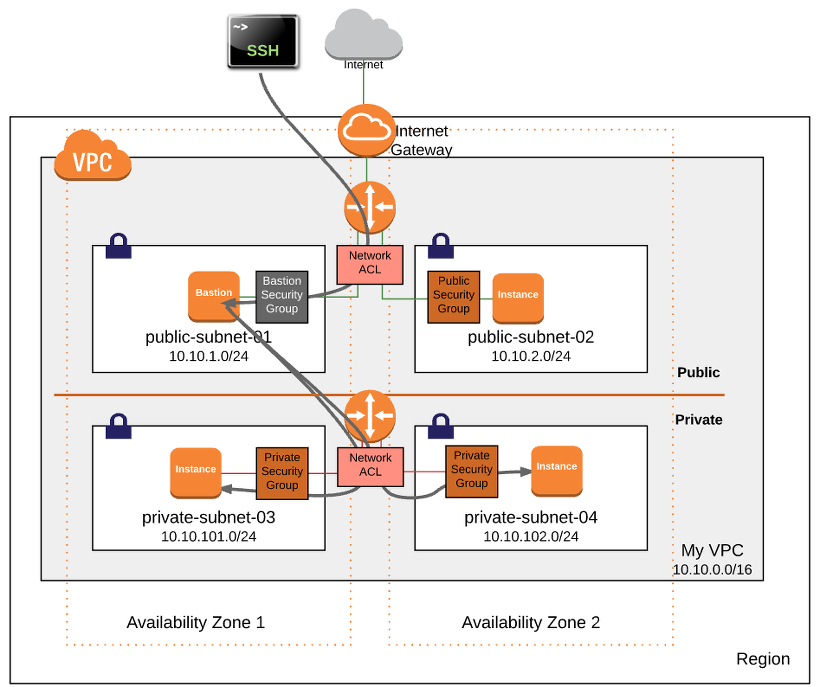 ~>
SSH
Internet
Internet
Gateway
VPC
Network
ACL
Bastion
Bastion
Security
Group
public-subnet-01
10.10.1.0/24
Public
Security
Group
Instance
public-subnet-02
10.10.2.0/24
Public
Private
Instance
Private
Security
Group
private-subnet-03
10.10.101.0/24
Network
ACL
Private
Security
Group
Instance
private-subnet-04
10.10.102.0/24
My VPC
10.10.0.0/16
Availability Zone 1
Availability Zone 2
Region